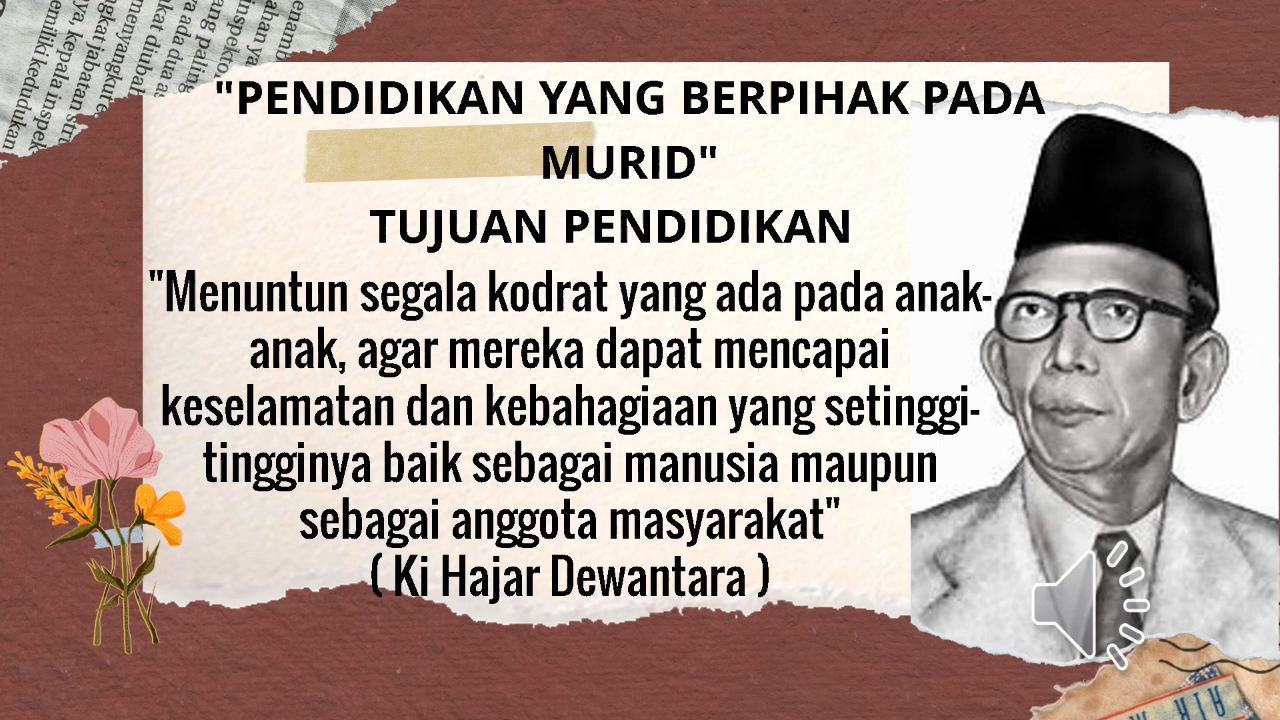 "PENDIDIKAN YANG BERPIHAK PADA
MURID"
TUJUAN PENDIDIKAN
"Menuntun segala kodrat yang ada pada anak-
anak, agar mereka dapat mencapai
keselamatan dan kebahagiaan yang setinggi-
tingginya baik sebagai manusia maupun
sebagai anggota masyarakat"
( Ki Hajar Dewantara )